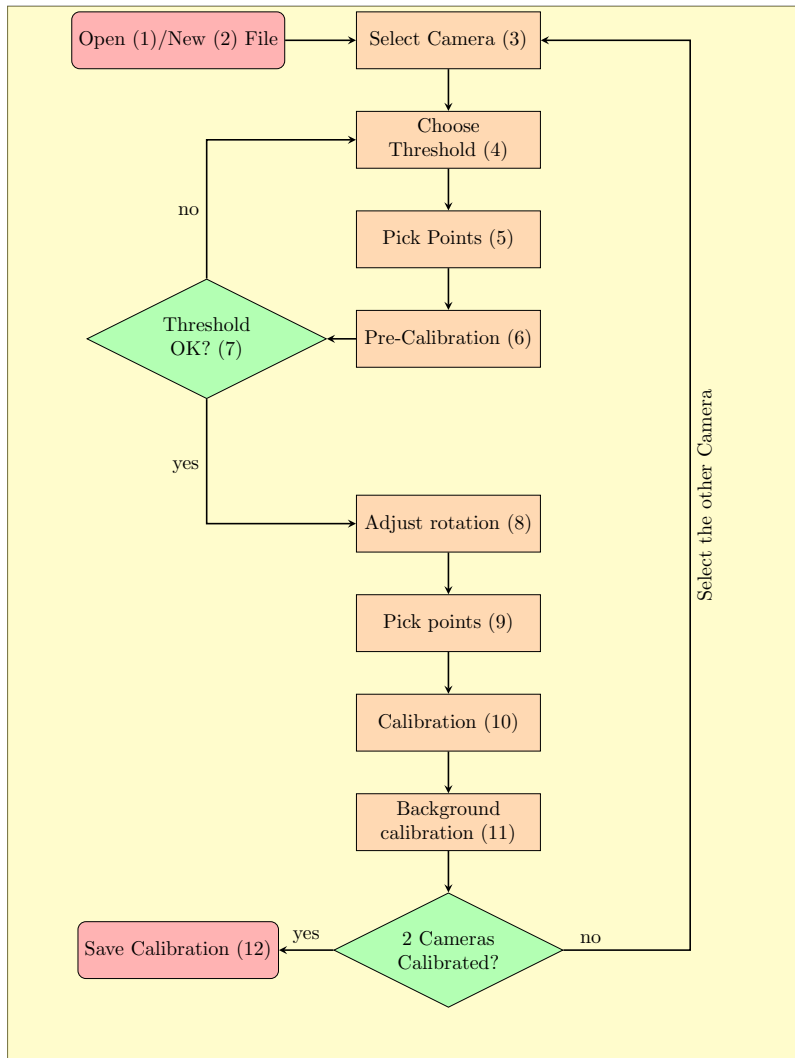 Open (1)/New (2) File
Select Camera (3)
Choose
Threshold (4)
no
Pick Points (5)
Threshold
OK? (7)
Pre-Calibration (6)
yes
Adjust rotation (8)
Select the other Camera
Pick points (9)
Calibration (10)
Background
calibration (11)
Save Calibration (12)
yes
2 Cameras
Calibrated?
no